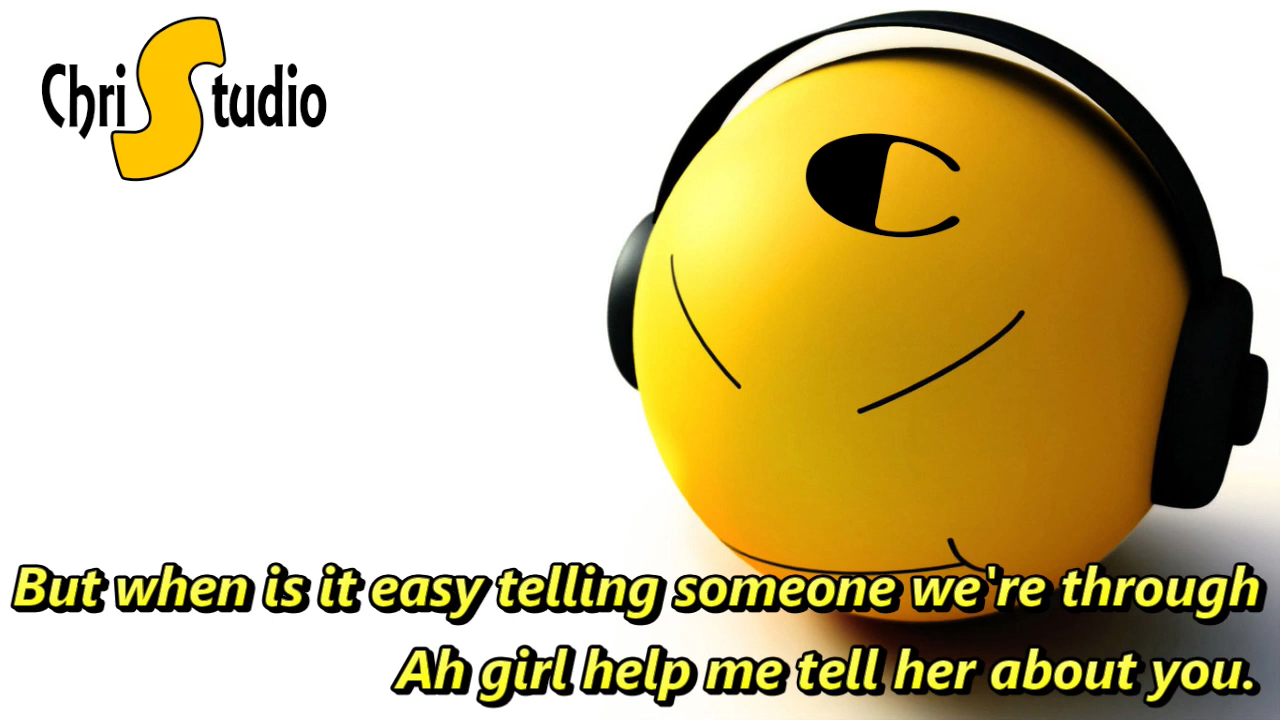 ChriStudio
But when is it easy telling someone we're through
Ah girl help me tell her about you.